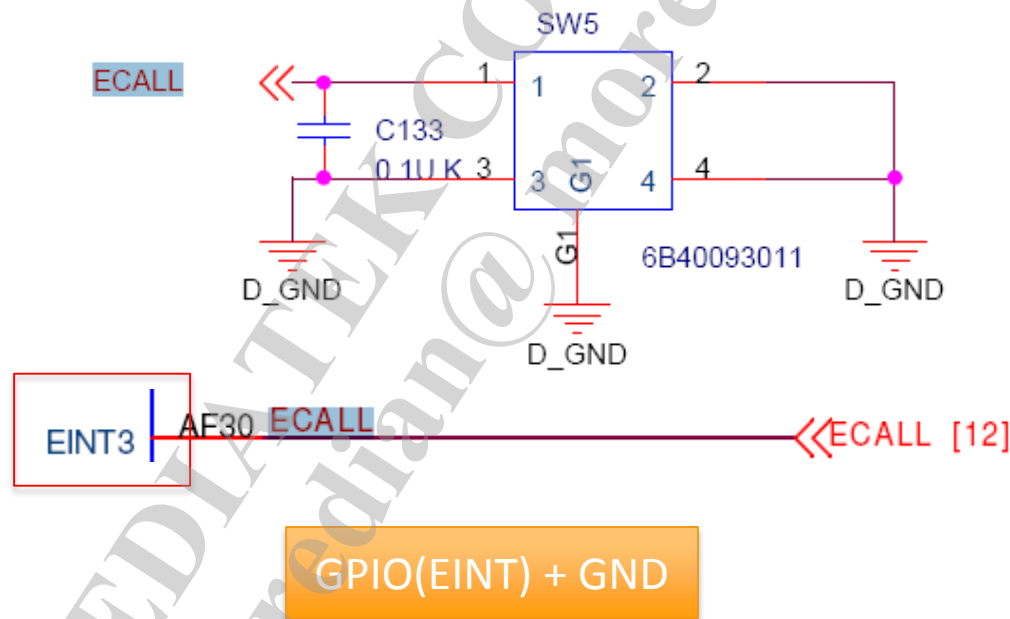 SW5
ECALL
1
1
2
2
C133
0.1U K
3
3
G1
4
4
G1
6B40093011
D_GND
D_GND
D_GND
EINT3
AF30
ECALL
ECALL [12]
GPIO(EINT) + GND